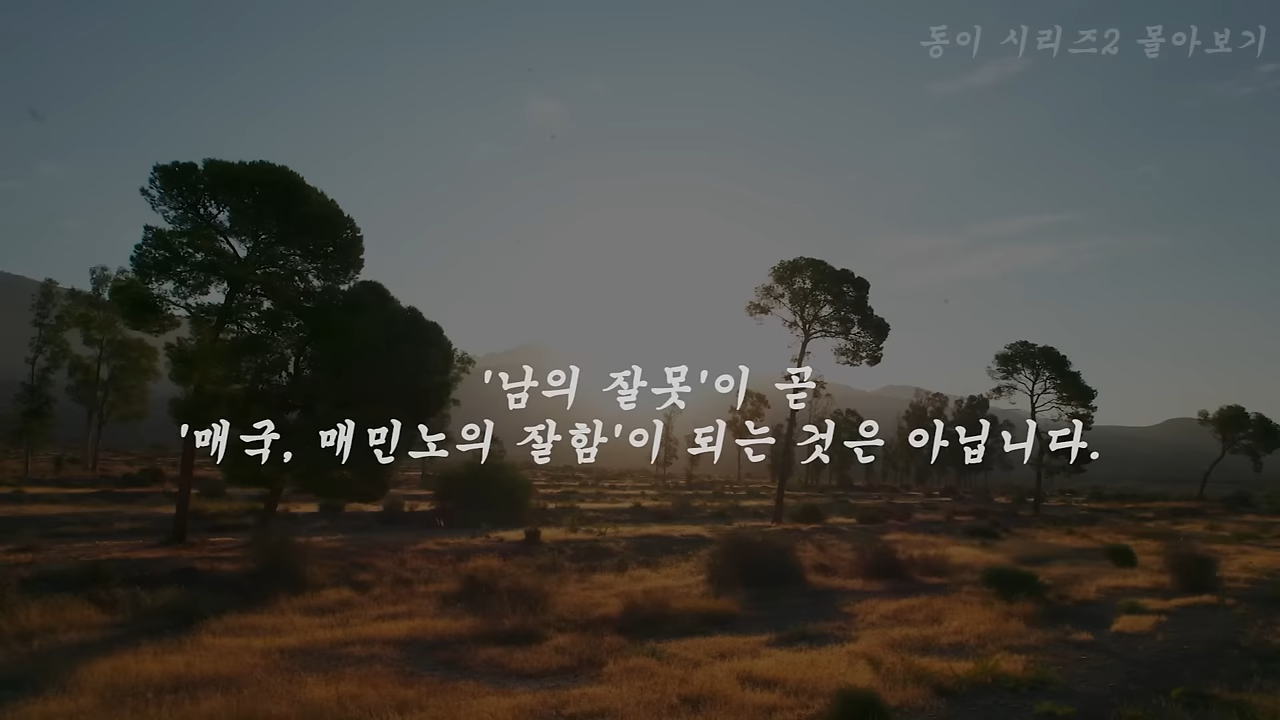 동이 시리즈2 몰아보기
'남의 잘못'이 곧
'매국, 매민노의 잘함'이 되는 것은 아닙니다.